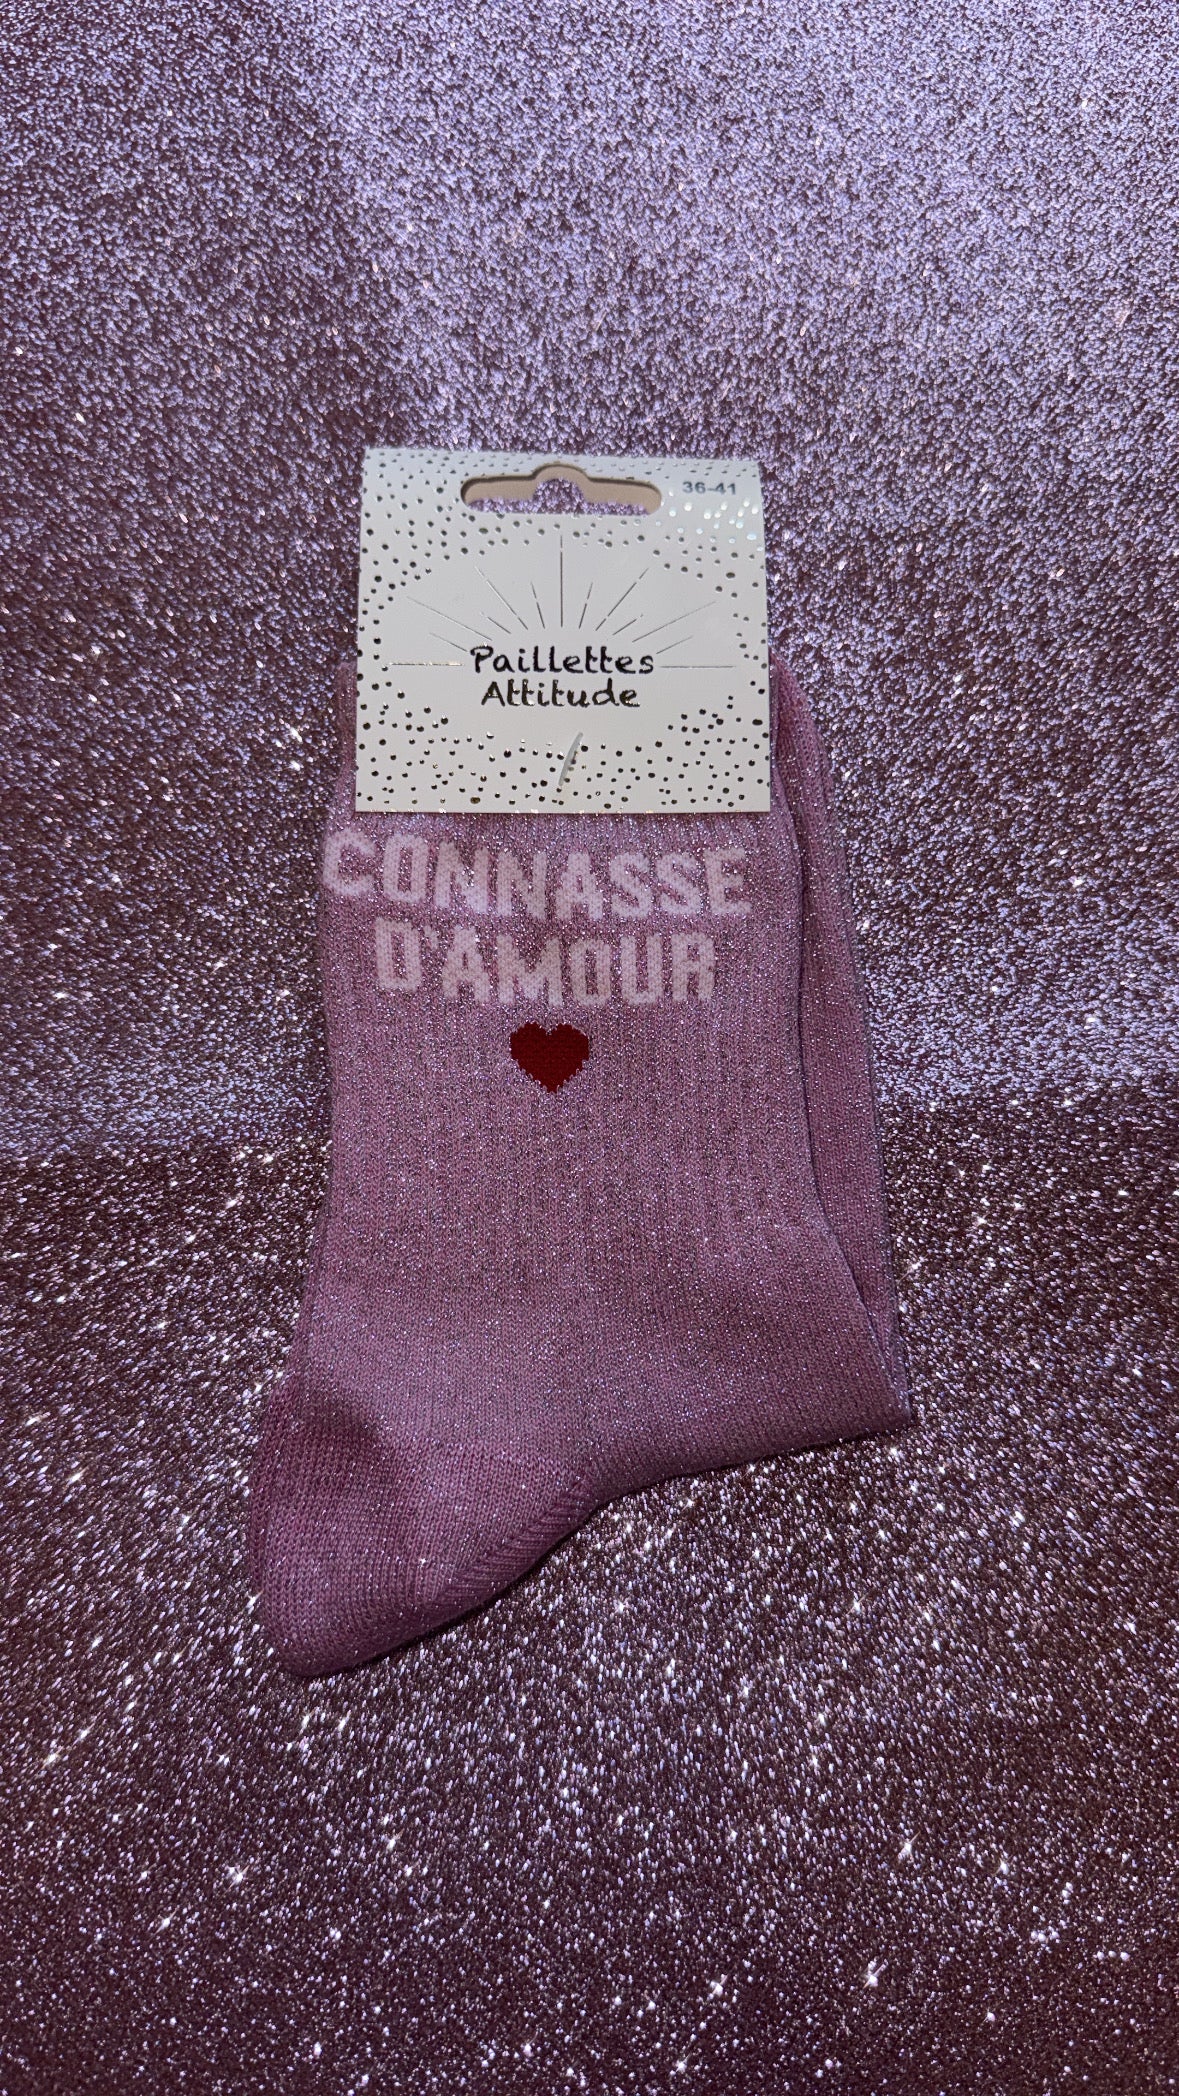 36-41
Paillettes
Attitude
CONNASSE
D'AMOUR